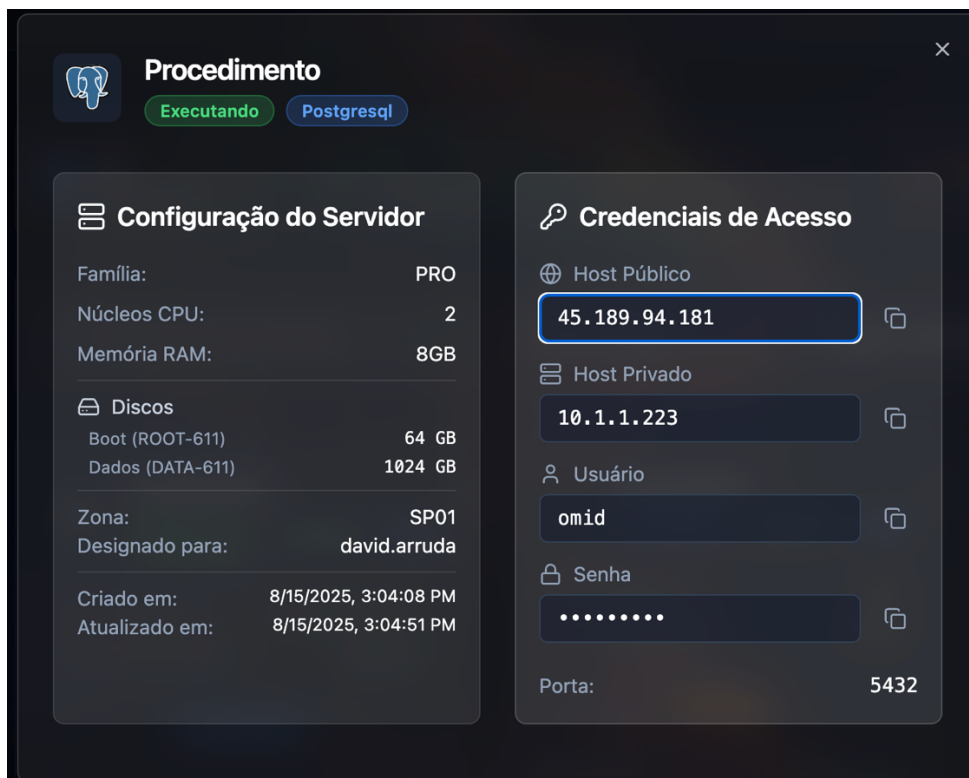 Procedimento
Executando Postgresql
Configuração do Servidor
Família: PRO
Núcleos CPU: 2
Memória RAM: 8GB
Discos
Boot (ROOT-611) 64 GB
Dados (DATA-611) 1024 GB
Zona: SP01
Designado para: david.arruda
Criado em: 8/15/2025, 3:04:08 PM
Atualizado em: 8/15/2025, 3:04:51 PM
Credenciais de Acesso
Host Público
45.189.94.181
Host Privado
10.1.1.223
Usuário
omid
Senha
•••••••••
Porta: 5432